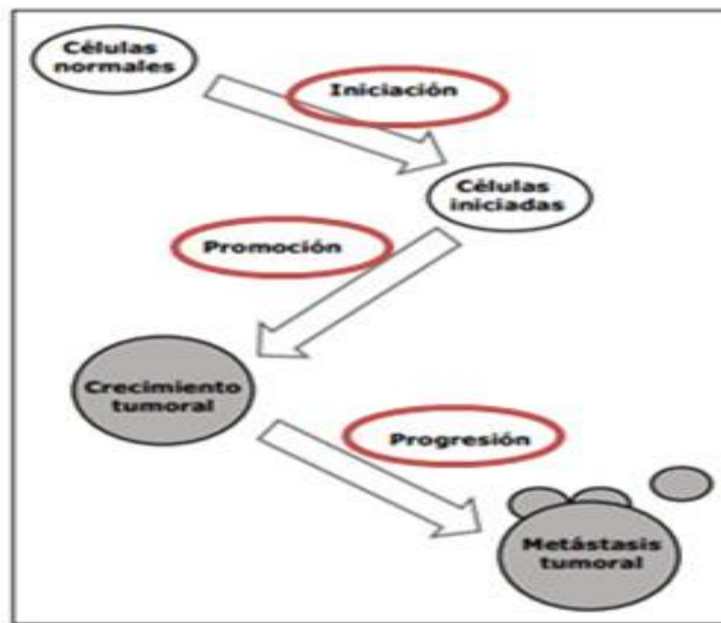 Células
normales
Iniciación
Células
iniciadas
Promoción
Crecimiento
tumoral
Progresión
Metástasis
tumoral